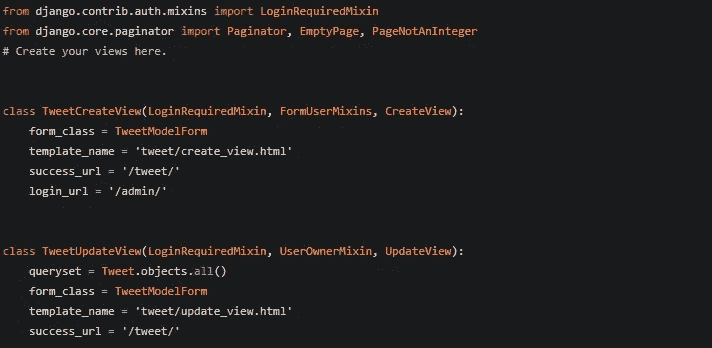 from django.contrib.auth.mixins import LoginRequiredMixin
from django.core.paginator import Paginator, EmptyPage, PageNotAnInteger
# Create your views here.
class TweetCreateView(LoginRequiredMixin, FormUserMixins, CreateView):
    form_class = TweetModelForm
    template_name = 'tweet/create_view.html'
    success_url = '/tweet/'
    login_url = '/admin/'
class TweetUpdateView(LoginRequiredMixin, UserOwnerMixin, UpdateView):
    queryset = Tweet.objects.all()
    form_class = TweetModelForm
    template_name = 'tweet/update_view.html'
    success_url = '/tweet/'